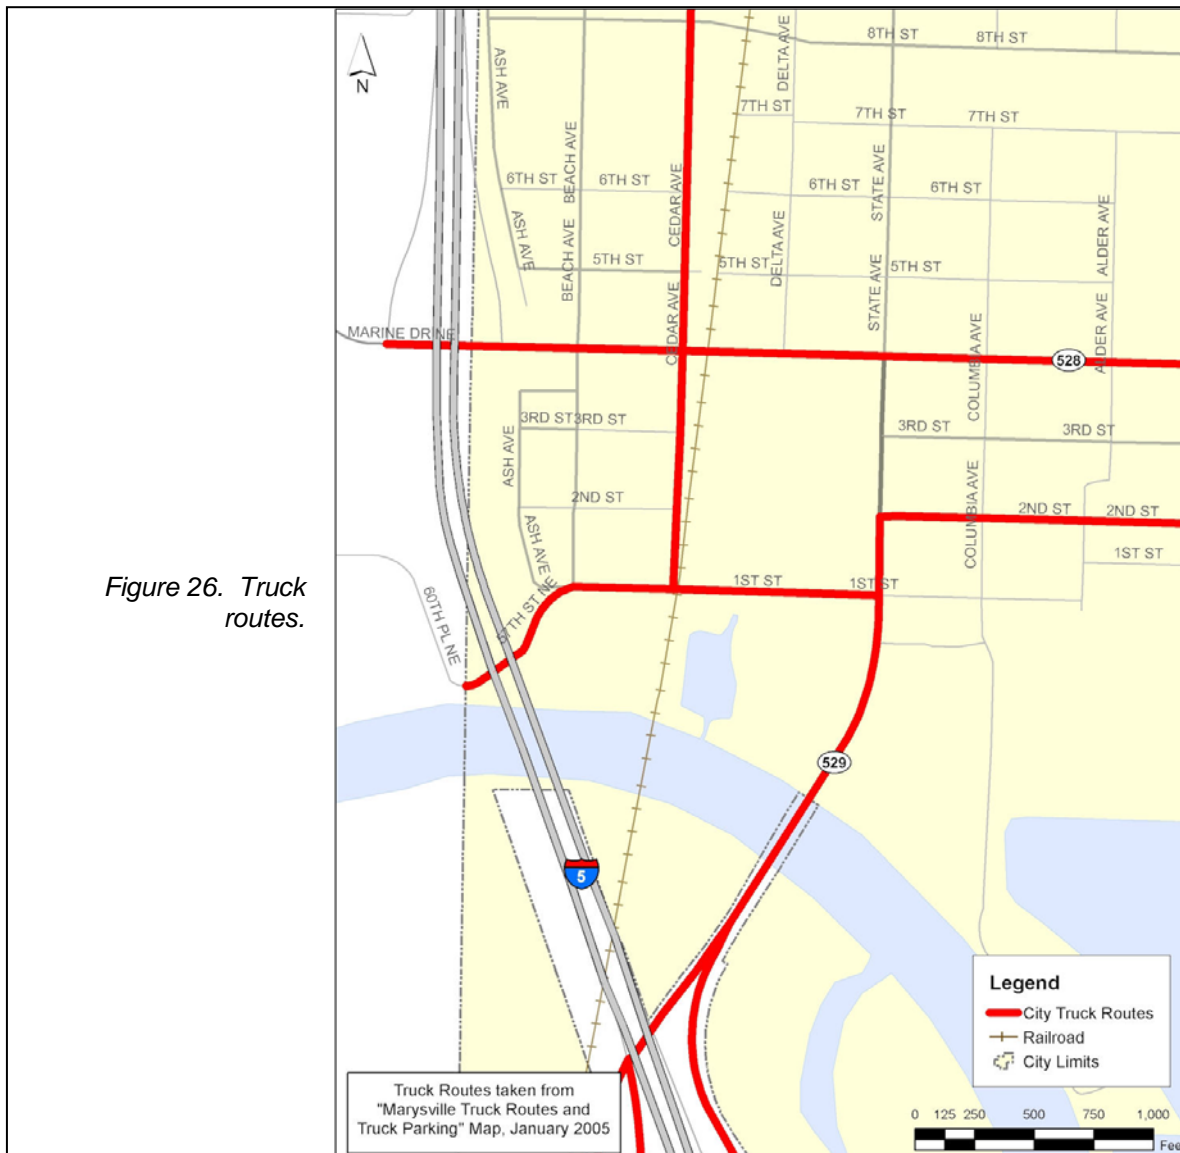 Figure 26. Truck
routes.
N
8TH ST
8TH ST
ASH AVE
DELTA AVE
7TH ST
7TH ST
7TH ST
BEACH AVE
CEDAR AVE
STATE AVE
6TH ST
6TH ST
6TH ST
6TH ST
ASH AVE
BEACH AVE
DELTA AVE
ALDER AVE
5TH ST
5TH ST
5TH ST
STATE AVE
CEDAR AVE
COLUMBIA AVE
ALDER AVE
MARINE DRIVE
528
3RD ST
3RD ST
3RD ST
3RD ST
ASH AVE
COLUMBIA AVE
2ND ST
2ND ST
2ND ST
ASH AVE
1ST ST
1ST ST
1ST ST
60TH PL NE
57TH ST NE
529
5
Legend
City Truck Routes
Railroad
City Limits
Truck Routes taken from
"Marysville Truck Routes and
Truck Parking" Map, January 2005
0 125 250 500 750 1,000
Fee